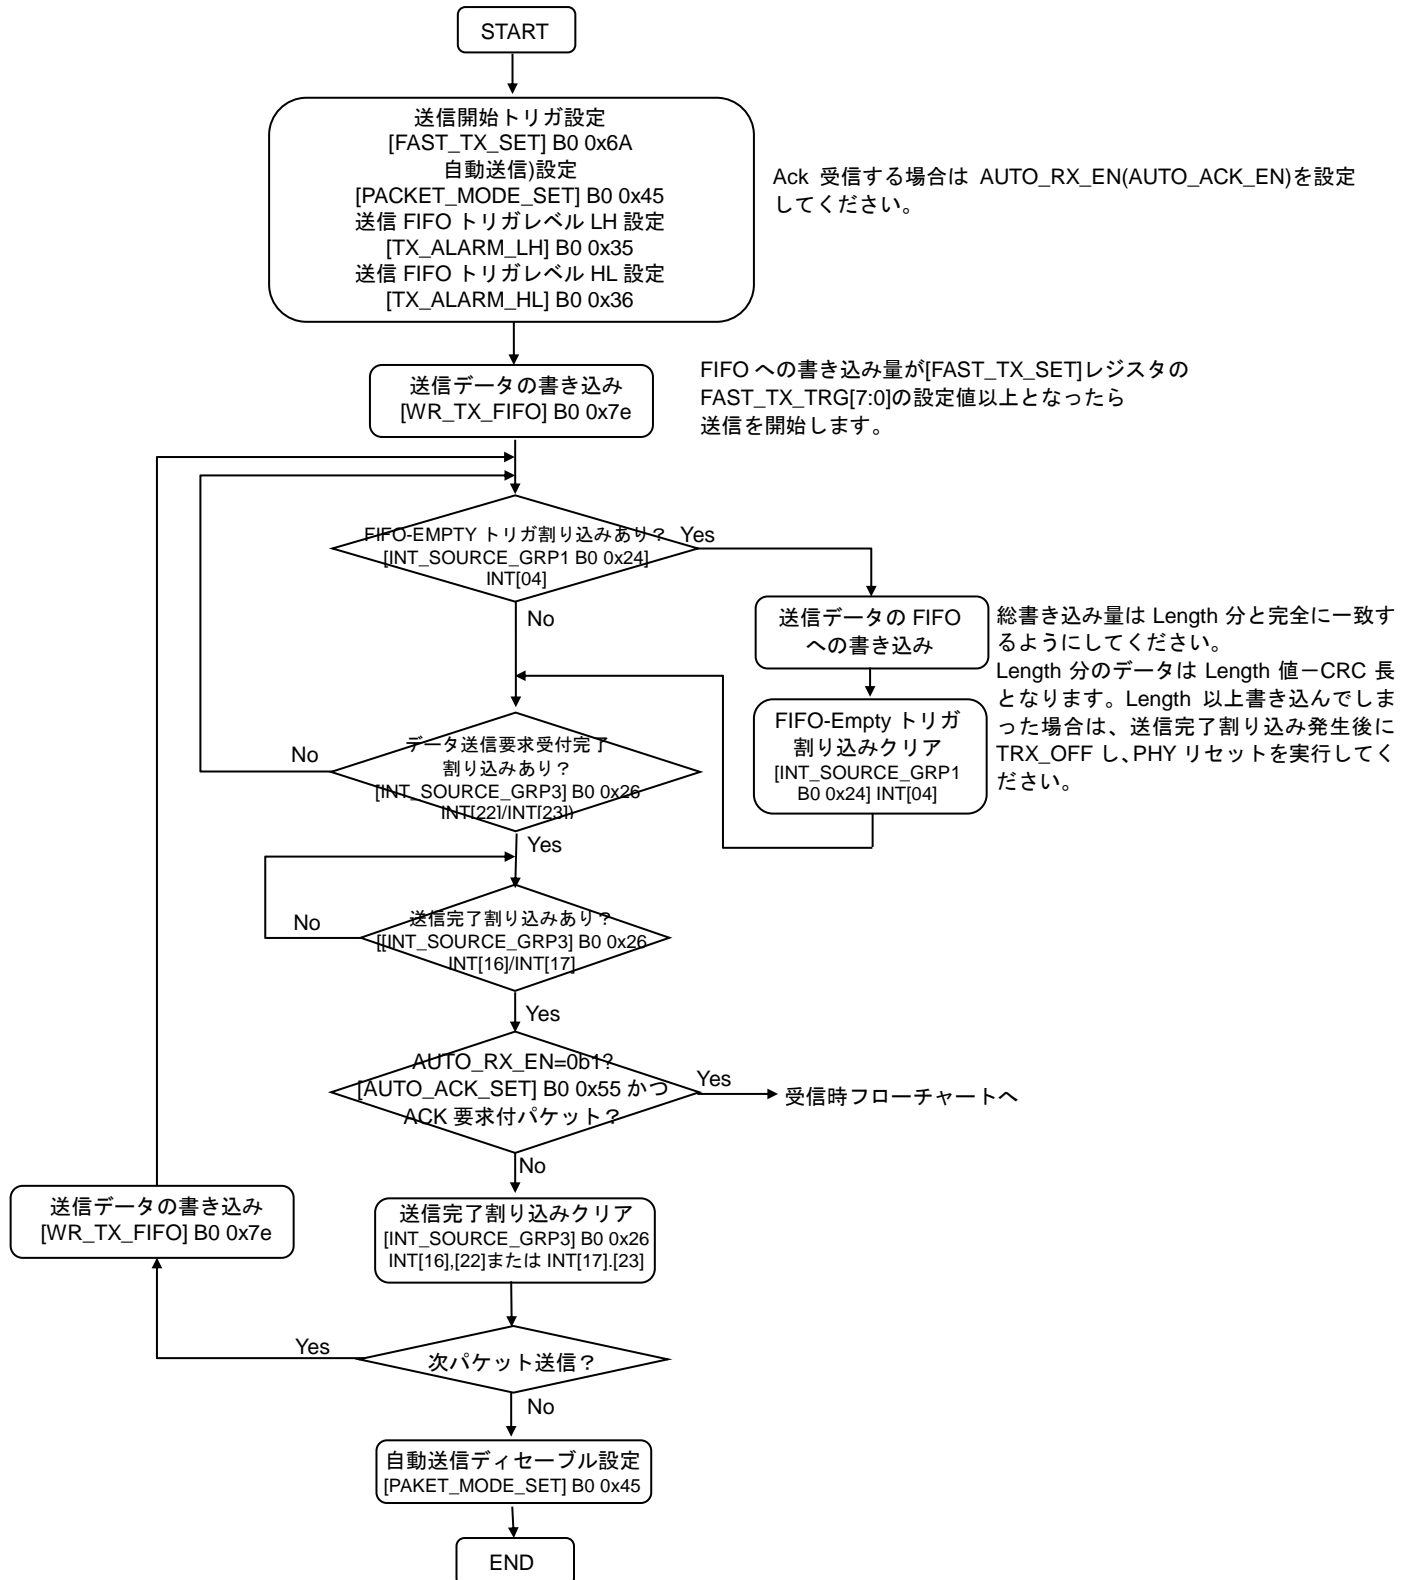 START
送信開始トリガ設定
[FAST_TX_SET] B0 0x6A
自動送信)設定
[PACKET_MODE_SET] B0 0x45
送信 FIFO トリガレベル LH 設定
[TX_ALARM_LH] B0 0x35
送信 FIFO トリガレベル HL 設定
[TX_ALARM_HL] B0 0x36
Ack 受信する場合は AUTO_RX_EN(AUTO_ACK_EN)を設定
してください。
送信データの書き込み
[WR_TX_FIFO] B0 0x7e
FIFO への書き込み量が[FAST_TX_SET]レジスタの
FAST_TX_TRG[7:0]の設定値以上となったら
送信を開始します。
FIFO-EMPTY トリガ割り込みあり？
[INT_SOURCE_GRP1 B0 0x24]
INT[04]
Yes
No
送信データの FIFO
への書き込み
総書き込み量は Length 分と完全に一致す
るようにしてください。
Length 分のデータは Length 値－CRC 長
となります。Length 以上書き込んでしま
った場合は、送信完了割り込み発生後に
TRX_OFF し、PHY リセットを実行してく
ださい。
FIFO-Empty トリガ
割り込みクリア
[INT_SOURCE_GRP1
B0 0x24] INT[04]
データ送信要求受付完了
割り込みあり？
[INT_SOURCE_GRP3] B0 0x26
INT[22]/INT[23])
No
Yes
送信完了割り込みあり？
[[INT_SOURCE_GRP3] B0 0x26
INT[16]/INT[17]
No
Yes
AUTO_RX_EN=0b1?
[AUTO_ACK_SET] B0 0x55 かつ
ACK 要求付パケット？
Yes
受信時フローチャートへ
No
送信データの書き込み
[WR_TX_FIFO] B0 0x7e
送信完了割り込みクリア
[INT_SOURCE_GRP3] B0 0x26
INT[16],[22]または INT[17].[23]
Yes
次パケット送信？
No
自動送信ディセーブル設定
[PAKET_MODE_SET] B0 0x45
END